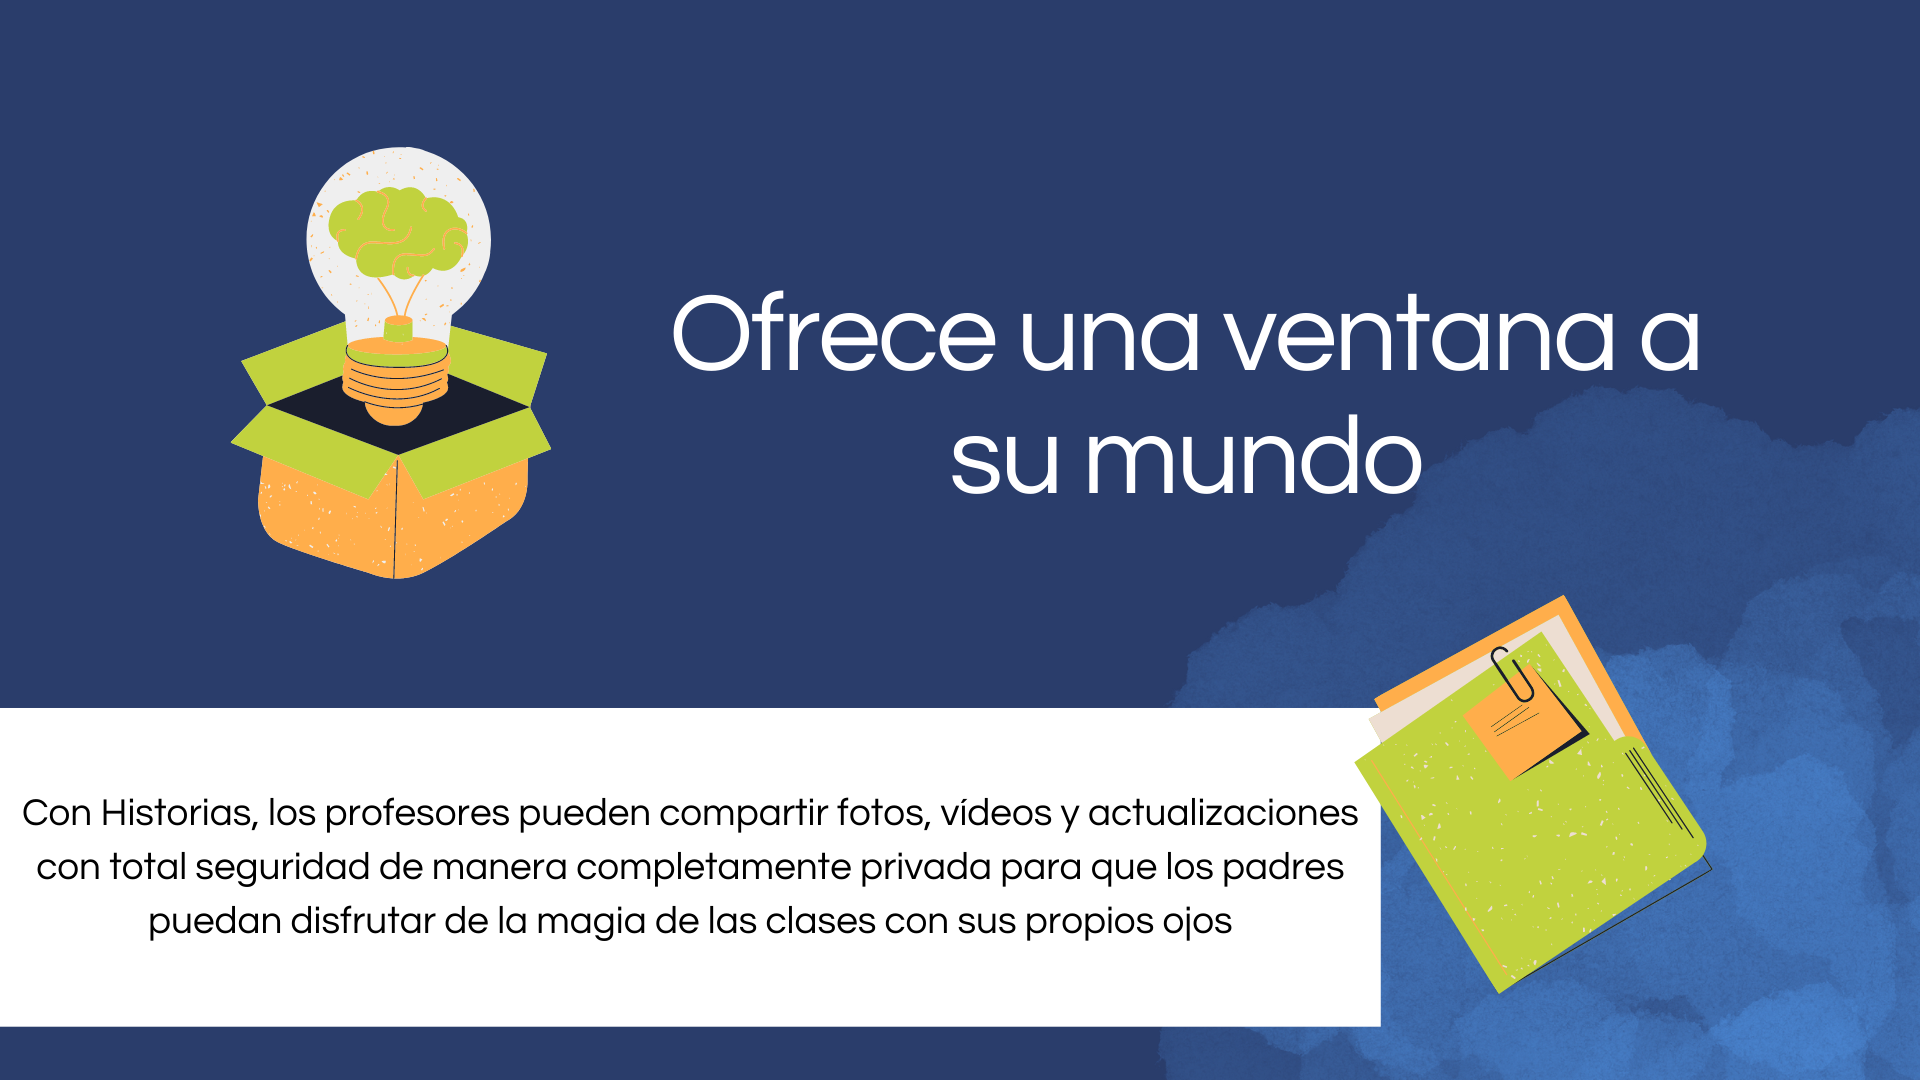 Ofrece una ventana a
su mundo
Con Historias, los profesores pueden compartir fotos, vídeos y actualizaciones
con total seguridad de manera completamente privada para que los padres
puedan disfrutar de la magia de las clases con sus propios ojos